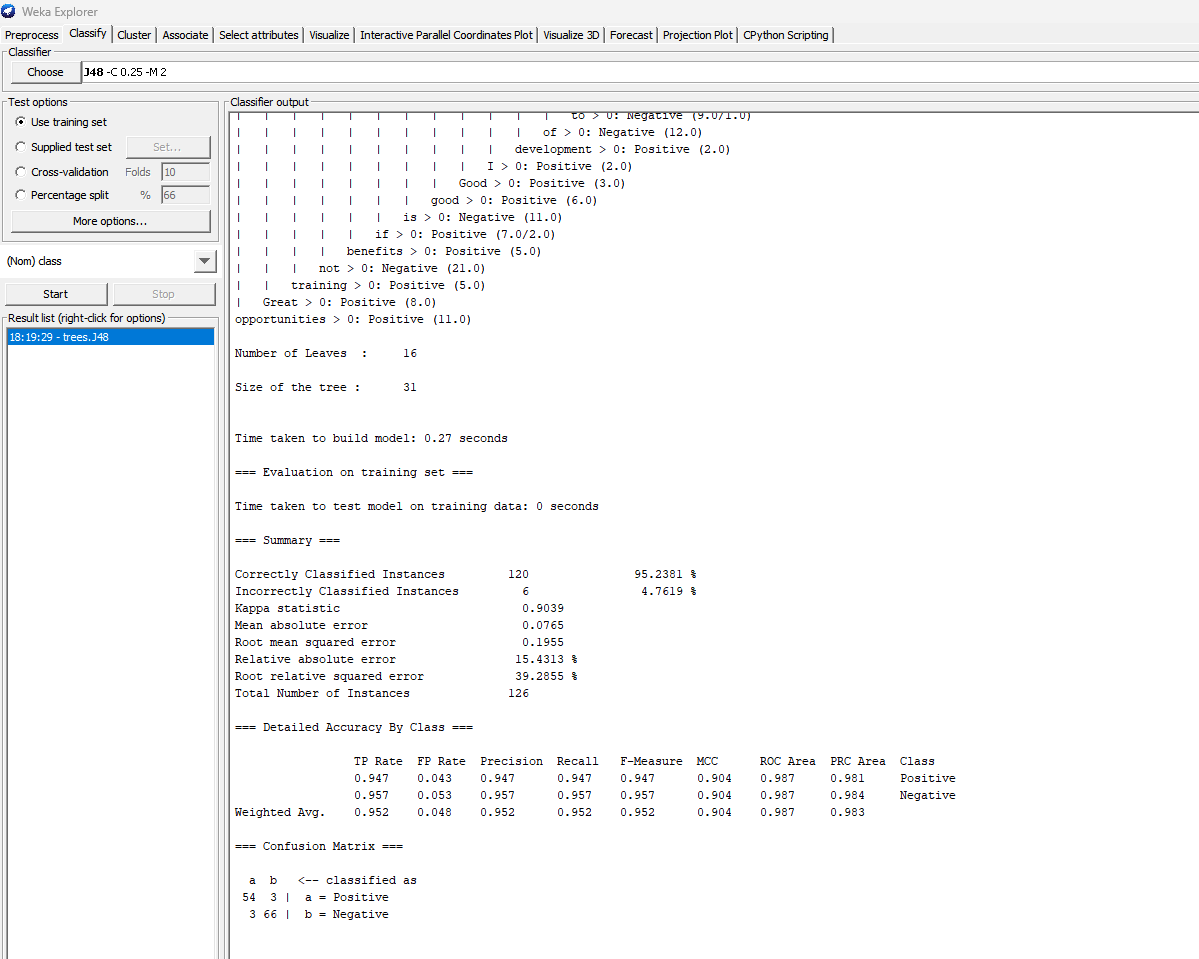 Weka Explorer
Preprocess Classify Cluster Associate Select attributes Visualize Interactive Parallel Coordinates Plot Visualize 3D Forecast Projection Plot CPython Scripting
Classifier
Choose J48 -C 0.25 -M 2
Test options
Use training set
Supplied test set Set...
Cross-validation Folds 10
Percentage split % 66
More options...
(Nom) class
Start Stop
Result list (right-click for options)
18:19:29 - trees.J48
Classifier output
| | | | | | | | | | | to > 0: Negative (9.0/1.0)
| | | | | | | | | | of > 0: Negative (12.0)
| | | | | | | | | development > 0: Positive (2.0)
| | | | | | | | I > 0: Positive (2.0)
| | | | | | | | Good > 0: Positive (3.0)
| | | | | | | good > 0: Positive (6.0)
| | | | | | is > 0: Negative (11.0)
| | | | | if > 0: Positive (7.0/2.0)
| | | | benefits > 0: Positive (5.0)
| | | not > 0: Negative (21.0)
| | training > 0: Positive (5.0)
| Great > 0: Positive (8.0)
opportunities > 0: Positive (11.0)
Number of Leaves : 16
Size of the tree : 31
Time taken to build model: 0.27 seconds
=== Evaluation on training set ===
Time taken to test model on training data: 0 seconds
=== Summary ===
Correctly Classified Instances 120 95.2381 %
Incorrectly Classified Instances 6 4.7619 %
Kappa statistic 0.9039
Mean absolute error 0.0765
Root mean squared error 0.1955
Relative absolute error 15.4313 %
Root relative squared error 39.2855 %
Total Number of Instances 126
=== Detailed Accuracy By Class ===
TP Rate FP Rate Precision Recall F-Measure MCC ROC Area PRC Area Class
0.947 0.043 0.947 0.947 0.947 0.904 0.987 0.981 Positive
0.957 0.053 0.957 0.957 0.957 0.904 0.987 0.984 Negative
Weighted Avg. 0.952 0.048 0.952 0.952 0.952 0.904 0.987 0.983
=== Confusion Matrix ===
a b <-- classified as
54 3 | a = Positive
3 66 | b = Negative